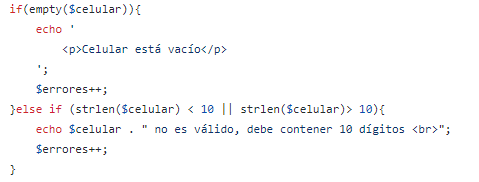 if(empty($celular)){
    echo '
        <p>Celular está vacío</p>
    ';
    $errores++;
}else if (strlen($celular) < 10 || strlen($celular)> 10){
    echo $celular . " no es válido, debe contener 10 dígitos <br>";
    $errores++;
}